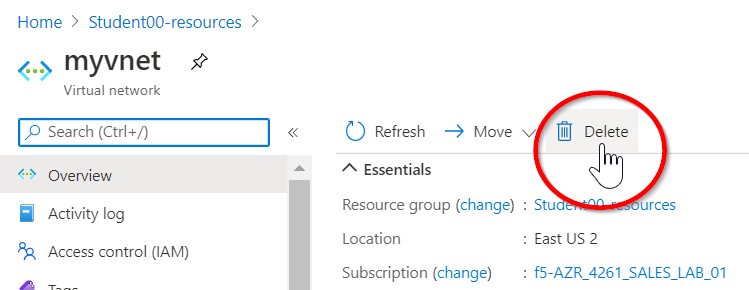 Home > Student00-resources >
myvnet
Virtual network
Search (Ctrl+/)
«
Refresh
Move
Delete
Overview
Activity log
Access control (IAM)
Tags
Essentials
Resource group (change) : Student00-resources
Location : East US 2
Subscription (change) : f5-AZR_4261_SALES_LAB_01